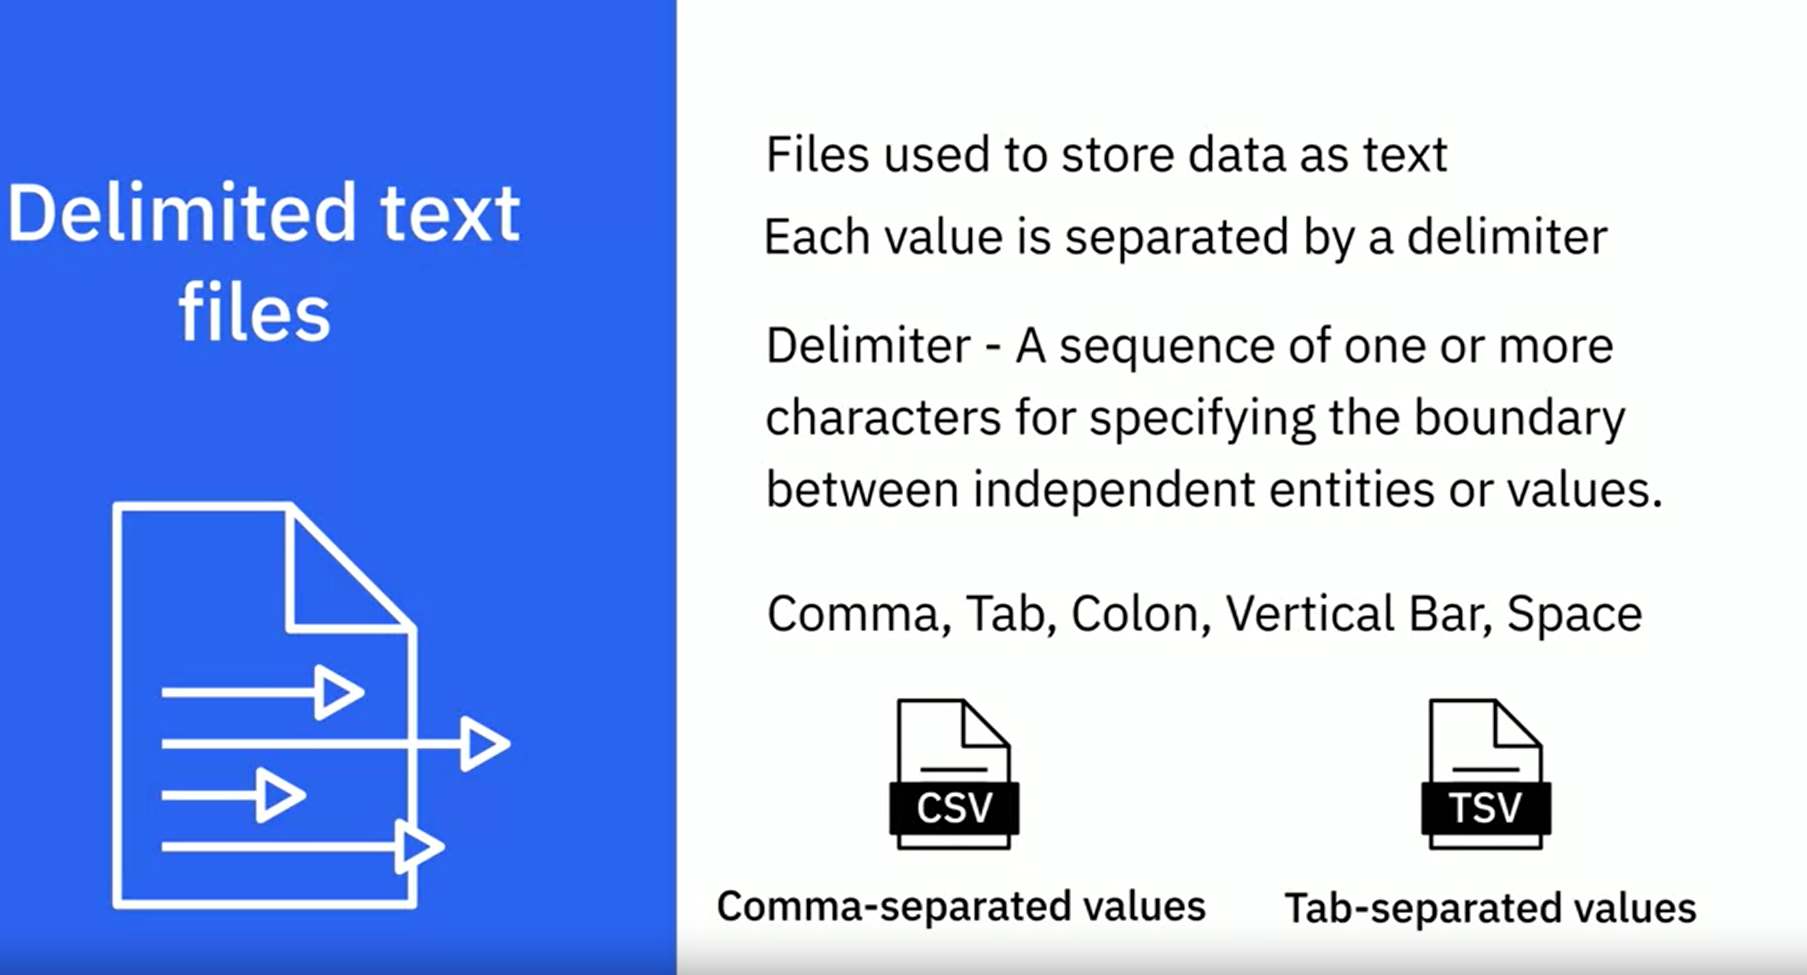 Delimited text
files
Files used to store data as text
Each value is separated by a delimiter
Delimiter - A sequence of one or more
characters for specifying the boundary
between independent entities or values.
Comma, Tab, Colon, Vertical Bar, Space
CSV
TSV
Comma-separated values
Tab-separated values